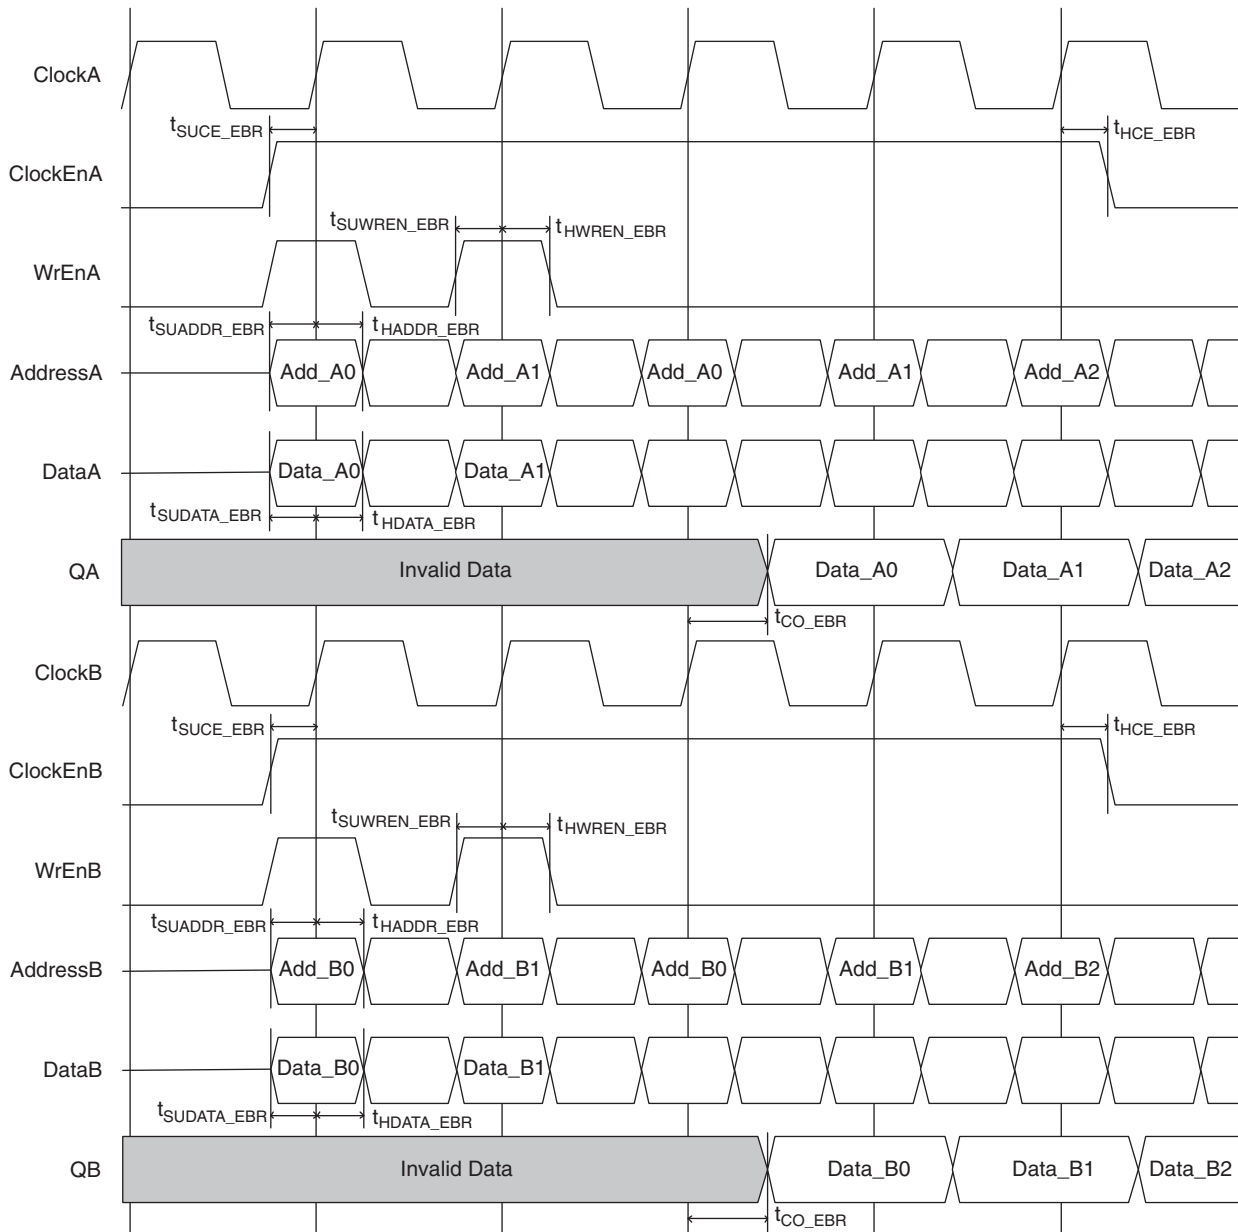 ClockA
tSUCE_EBR
tHCE_EBR
ClockEnA
tSUWREN_EBR
tHWREN_EBR
WrEnA
tSUADDR_EBR
tHADDR_EBR
AddressA Add_A0 Add_A1 Add_A0 Add_A1 Add_A2
DataA Data_A0 Data_A1
tSUDATA_EBR
tHDATA_EBR
QA Invalid Data Data_A0 Data_A1 Data_A2
tCO_EBR
ClockB
tSUCE_EBR
tHCE_EBR
ClockEnB
tSUWREN_EBR
tHWREN_EBR
WrEnB
tSUADDR_EBR
tHADDR_EBR
AddressB Add_B0 Add_B1 Add_B0 Add_B1 Add_B2
DataB Data_B0 Data_B1
tSUDATA_EBR
tHDATA_EBR
QB Invalid Data Data_B0 Data_B1 Data_B2
tCO_EBR